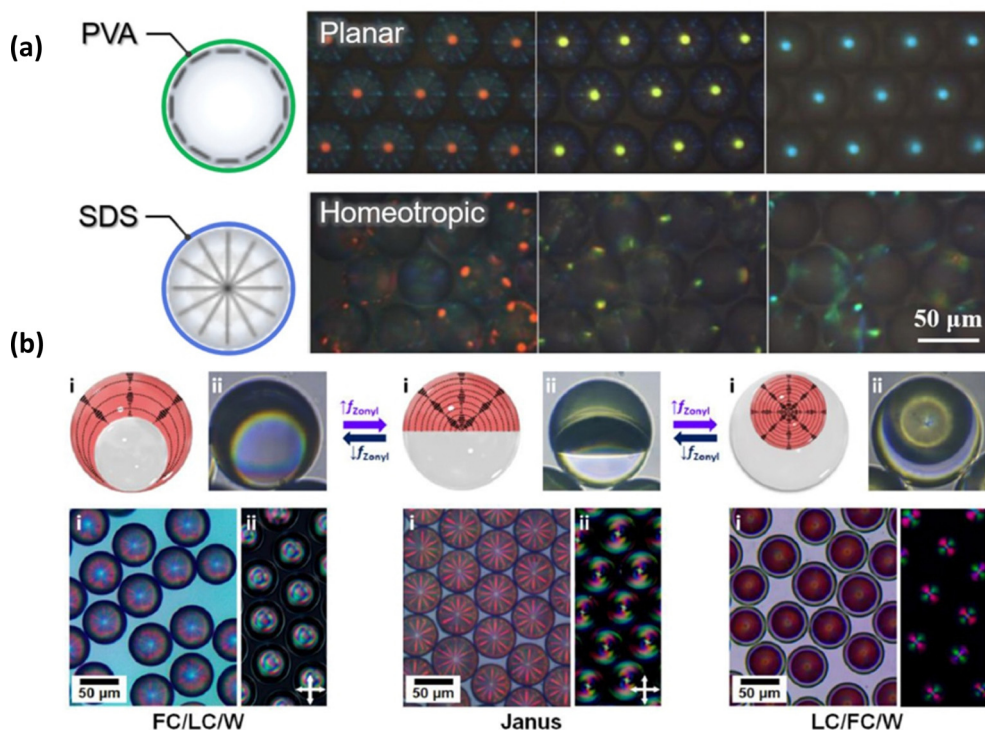 (a)
PVA
Planar
SDS
Homeotropic
50 µm
(b)
i
ii
↑fZonyl
↓fZonyl
i
ii
↑fZonyl
↓fZonyl
i
ii
i
ii
i
ii
i
50 µm
50 µm
50 µm
FC/LC/W
Janus
LC/FC/W